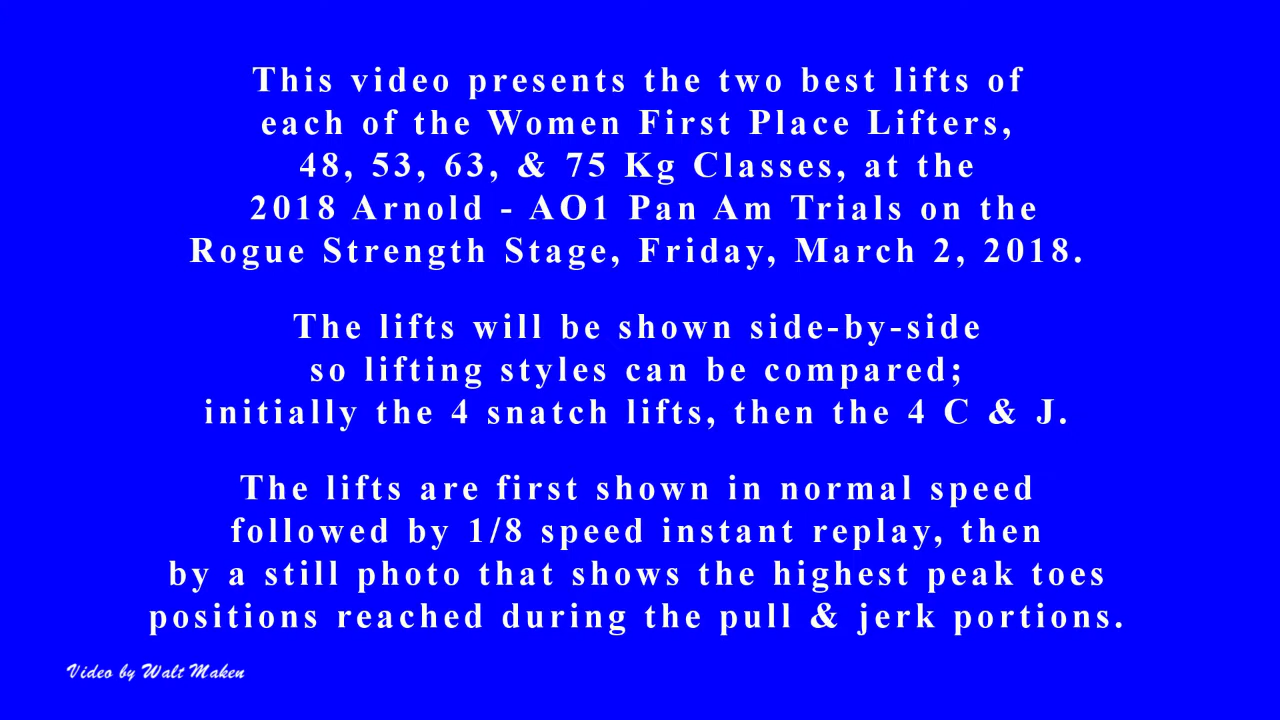 This video presents the two best lifts of
each of the Women First Place Lifters,
48, 53, 63, & 75 Kg Classes, at the
2018 Arnold - AO1 Pan Am Trials on the
Rogue Strength Stage, Friday, March 2, 2018.
The lifts will be shown side-by-side
so lifting styles can be compared;
initially the 4 snatch lifts, then the 4 C & J.
The lifts are first shown in normal speed
followed by 1/8 speed instant replay, then
by a still photo that shows the highest peak toes
positions reached during the pull & jerk portions.
Video by Walt Maken